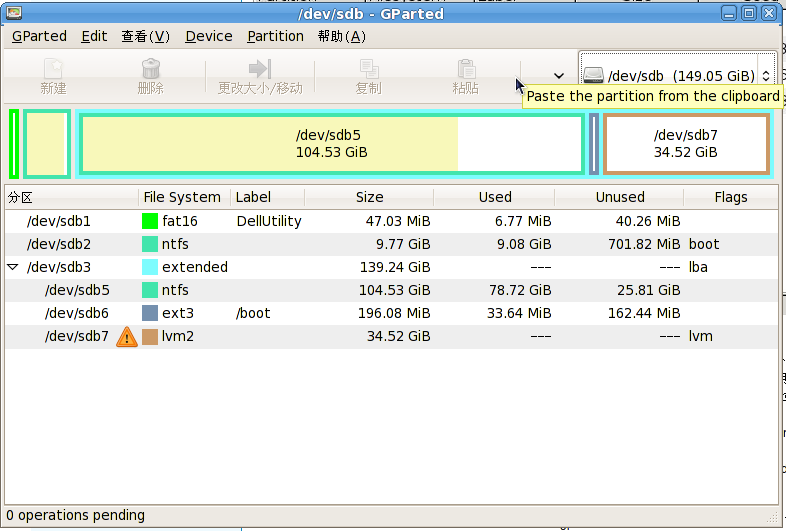 /dev/sdb - GParted
GParted Edit 查看(V) Device Partition 帮助(A)
新建 删除 更改大小/移动 复制 粘贴 /dev/sdb (149.05 GiB)
Paste the partition from the clipboard
/dev/sdb5 /dev/sdb7
104.53 GiB 34.52 GiB
分区 File System Label Size Used Unused Flags
/dev/sdb1 fat16 DellUtility 47.03 MiB 6.77 MiB 40.26 MiB
/dev/sdb2 ntfs 9.77 GiB 9.08 GiB 701.82 MiB boot
/dev/sdb3 extended 139.24 GiB --- --- lba
/dev/sdb5 ntfs 104.53 GiB 78.72 GiB 25.81 GiB
/dev/sdb6 ext3 /boot 196.08 MiB 33.64 MiB 162.44 MiB
/dev/sdb7 lvm2 34.52 GiB --- --- lvm
0 operations pending